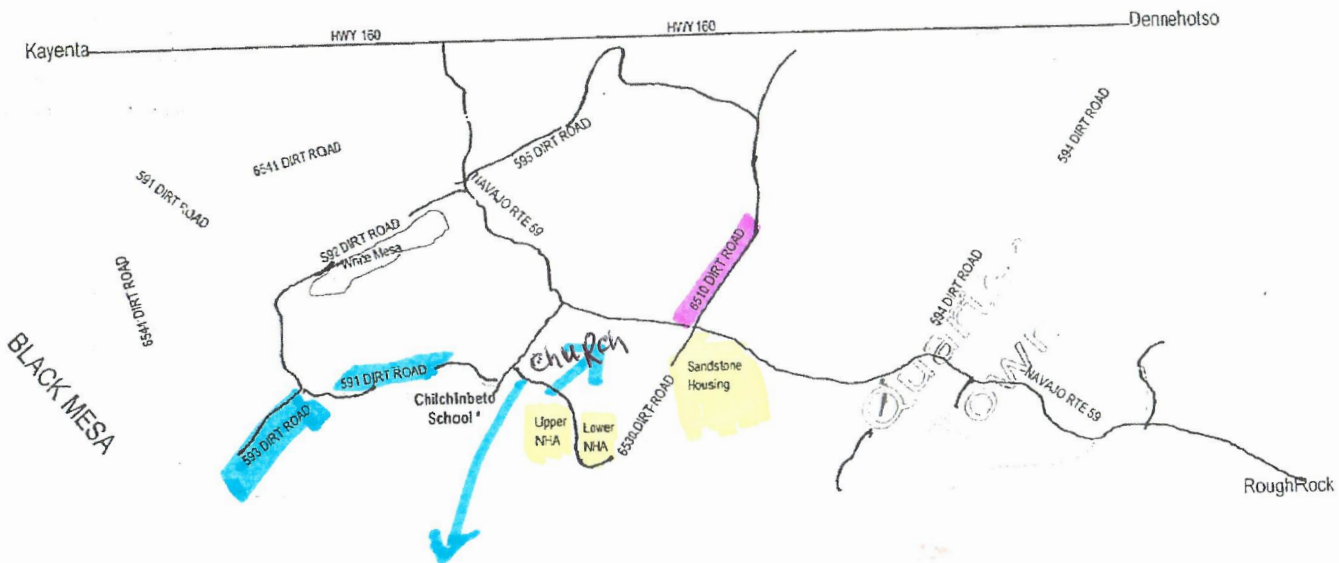 Dennehotso
HWY 160
HWY 160
Kayenta
595 DIRT ROAD
594 DIRT ROAD
6541 DIRT ROAD
591 DIRT ROAD
NAVAJO RTE 59
592 DIRT ROAD
White Mesa
6510 DIRT ROAD
594 DIRT ROAD
6541 DIRT ROAD
BLACK MESA
CHURCh
591 DIRT ROAD
Sandstone
Housing
NAVAJO RTE 59
Chilchinbeto
School
593 DIRT ROAD
Upper
NHA
Lower
NHA
6530 DIRT ROAD
RoughRock